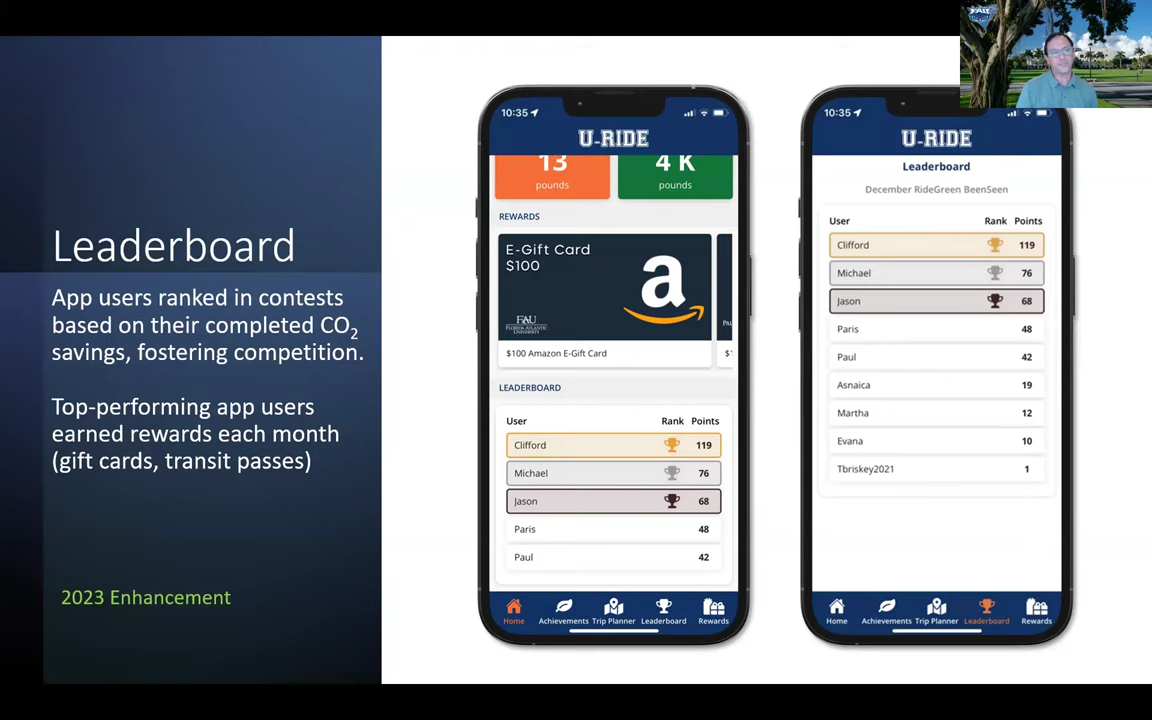 FAU
Leaderboard
App users ranked in contests
based on their completed CO2
savings, fostering competition.
Top-performing app users
earned rewards each month
(gift cards, transit passes)
2023 Enhancement
10:35
U-RIDE
13
pounds
4 K
pounds
REWARDS
E-Gift Card
$100
a
FAU
FLORIDA ATLANTIC
UNIVERSITY
$100 Amazon E-Gift Card
LEADERBOARD
User Rank Points
Clifford 119
Michael 76
Jason 68
Paris 48
Paul 42
Home Achievements Trip Planner Leaderboard Rewards
10:35
U-RIDE
Leaderboard
December RideGreen BeenSeen
User Rank Points
Clifford 119
Michael 76
Jason 68
Paris 48
Paul 42
Asnaica 19
Martha 12
Evana 10
Tbriskey2021 1
Home Achievements Trip Planner Leaderboard Rewards